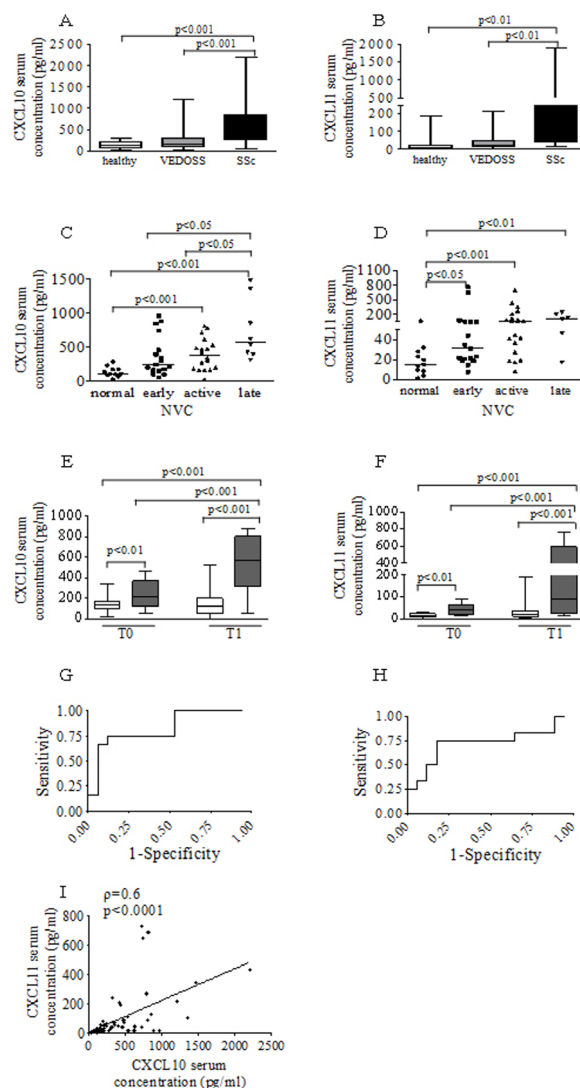 A
p<0.001
p<0.001
CXCL10 serum
concentration (pg/ml)
2500
2000
1500
1000
500
0
healthy VEDOSS SSc
B
p<0.01
p<0.01
CXCL11 serum
concentration (pg/ml)
2000
1500
1000
500
200
100
0
healthy VEDOSS SSc
C
p<0.05
p<0.05
p<0.001
p<0.001
CXCL10 serum
concentration (pg/ml)
1500
1000
500
0
normal early active late
NVC
D
p<0.01
p<0.001
p<0.05
CXCL11 serum
concentration (pg/ml)
1100
800
500
200
40
20
0
normal early active late
NVC
E
p<0.001
p<0.001
p<0.001
p<0.01
CXCL10 serum
concentration (pg/ml)
1000
800
600
400
200
0
T0 T1
F
p<0.001
p<0.001
p<0.001
p<0.01
CXCL11 serum
concentration (pg/ml)
1000
800
600
400
200
200
100
0
T0 T1
G
Sensitivity
1.00
0.75
0.50
0.25
0.00
0.00 0.25 0.50 0.75 1.00
1-Specificity
H
Sensitivity
1.00
0.75
0.50
0.25
0.00
0.00 0.25 0.50 0.75 1.00
1-Specificity
I
ρ=0.6
p<0.0001
CXCL11 serum
concentration (pg/ml)
800
600
400
200
0
0 500 1000 1500 2000 2500
CXCL10 serum
concentration (pg/ml)